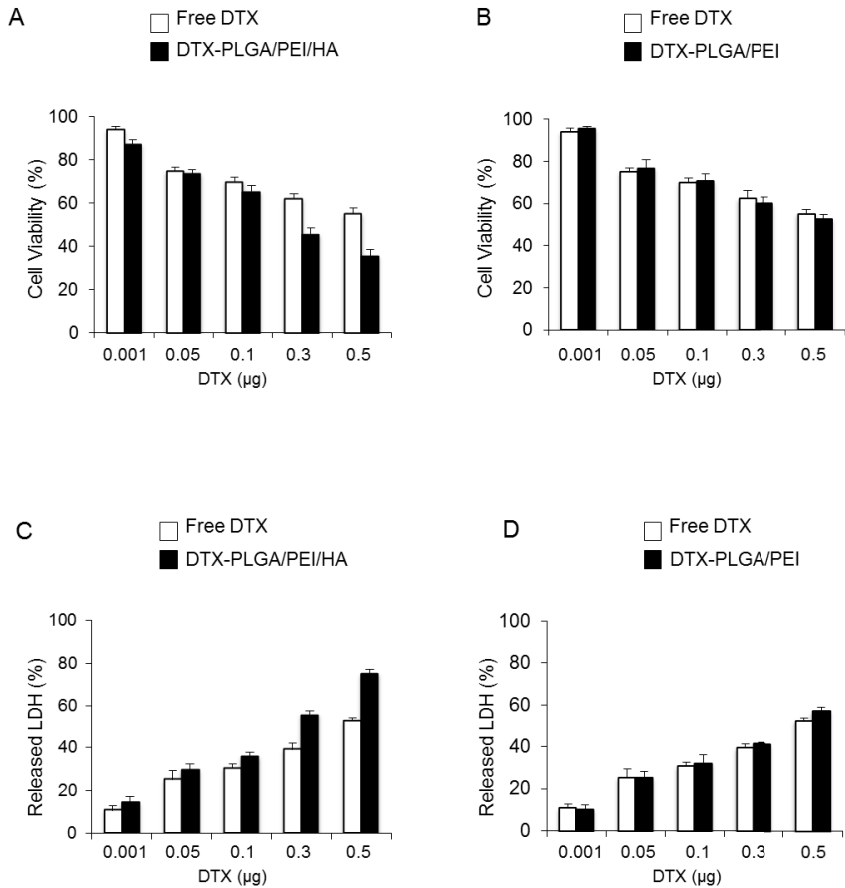 A
Free DTX
DTX-PLGA/PEI/HA
100
80
60
40
20
0
Cell Viability (%)
0.001 0.05 0.1 0.3 0.5
DTX (µg)
B
Free DTX
DTX-PLGA/PEI
100
80
60
40
20
0
Cell Viability (%)
0.001 0.05 0.1 0.3 0.5
DTX (µg)
C
Free DTX
DTX-PLGA/PEI/HA
100
80
60
40
20
0
Released LDH (%)
0.001 0.05 0.1 0.3 0.5
DTX (µg)
D
Free DTX
DTX-PLGA/PEI
100
80
60
40
20
0
Released LDH (%)
0.001 0.05 0.1 0.3 0.5
DTX (µg)